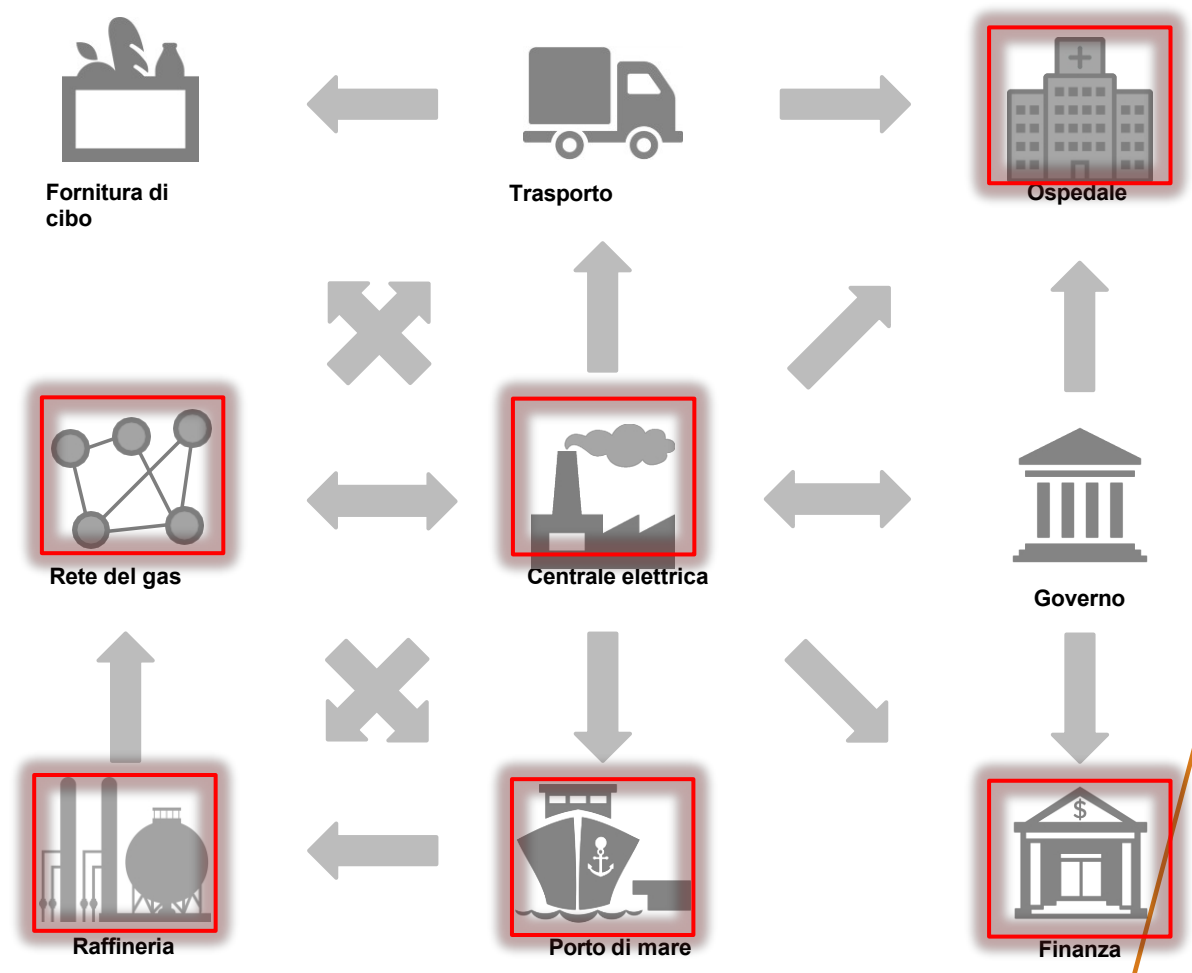 Fornitura di
cibo
Trasporto
Ospedale
Rete del gas
Centrale elettrica
Governo
$
Raffineria
Porto di mare
Finanza